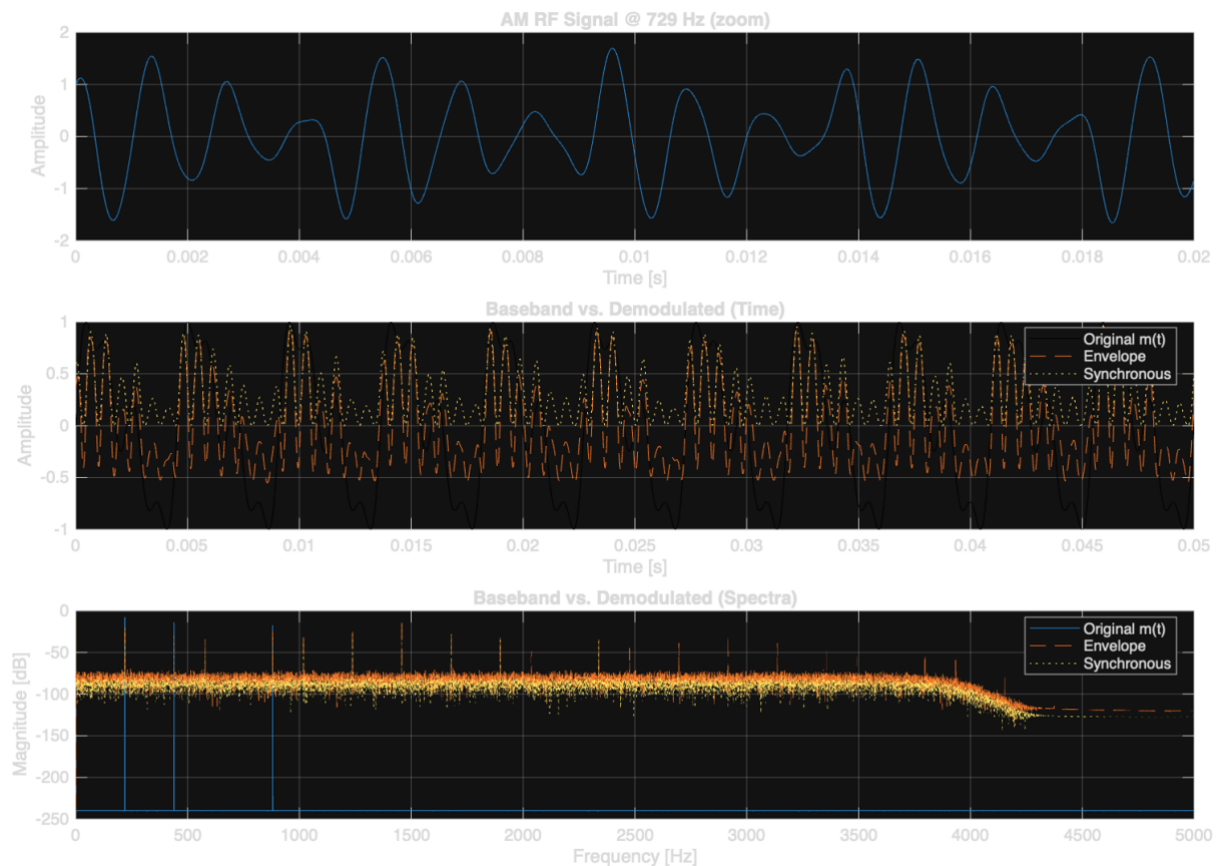 AM RF Signal @ 729 Hz (zoom)
2
1
0
-1
-2
Amplitude
0 0.002 0.004 0.006 0.008 0.01 0.012 0.014 0.016 0.018 0.02
Time [s]
Baseband vs. Demodulated (Time)
1
0.5
0
-0.5
-1
Amplitude
Original m(t)
Envelope
Synchronous
0 0.005 0.01 0.015 0.02 0.025 0.03 0.035 0.04 0.045 0.05
Time [s]
Baseband vs. Demodulated (Spectra)
0
-50
-100
-150
-200
-250
Magnitude [dB]
Original m(t)
Envelope
Synchronous
0 500 1000 1500 2000 2500 3000 3500 4000 4500 5000
Frequency [Hz]